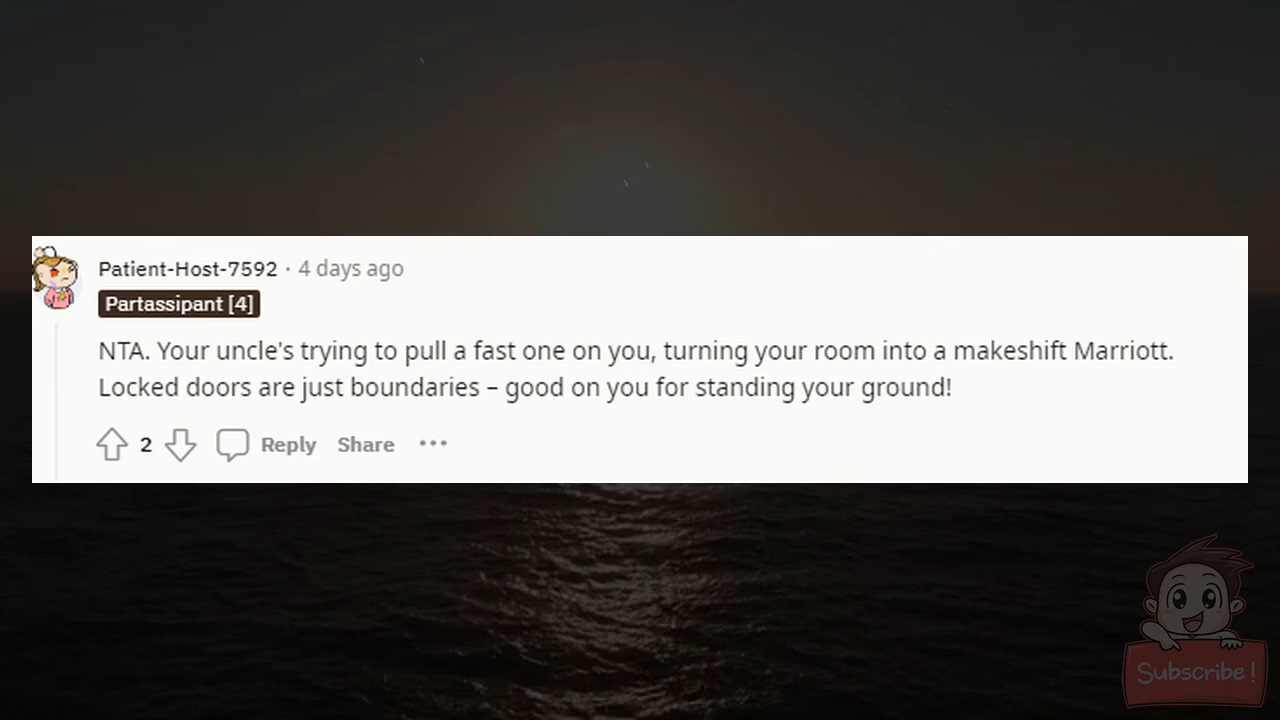 Patient-Host-7592 · 4 days ago
Partassipant [4]
NTA. Your uncle's trying to pull a fast one on you, turning your room into a makeshift Marriott.
Locked doors are just boundaries – good on you for standing your ground!
2 Reply Share ···
Subscribe!